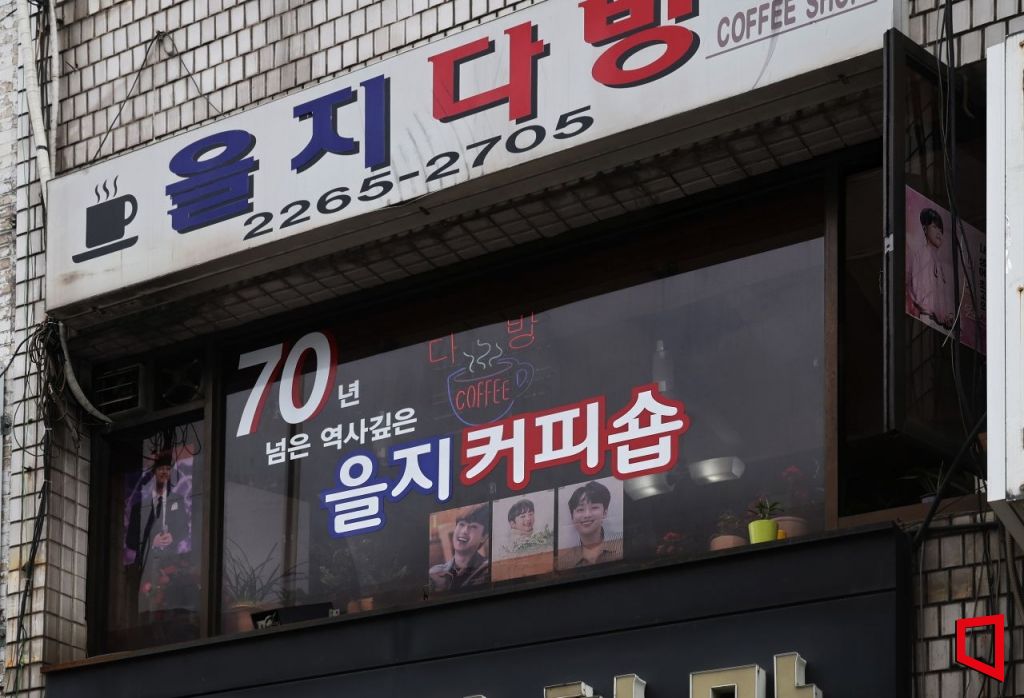 을지다방
COFFEE SHOP
2265-2705
다방
COFFEE
70년
넘은 역사깊은
을지커피숍